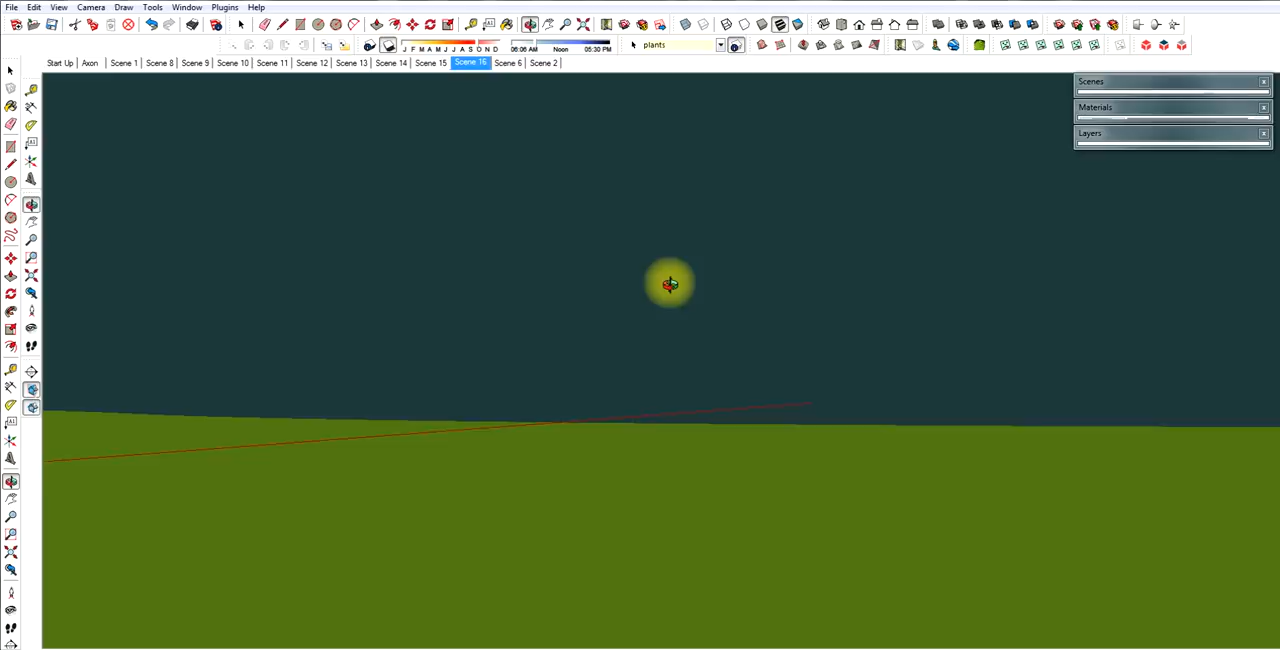 File Edit View Camera Draw Tools Window Plugins Help
J F M A M J J A S O N D 06:06 AM Noon 05:30 PM plants
Start Up Axon Scene 1 Scene 8 Scene 9 Scene 10 Scene 11 Scene 12 Scene 13 Scene 14 Scene 15 Scene 16 Scene 6 Scene 2
Scenes
Materials
Layers